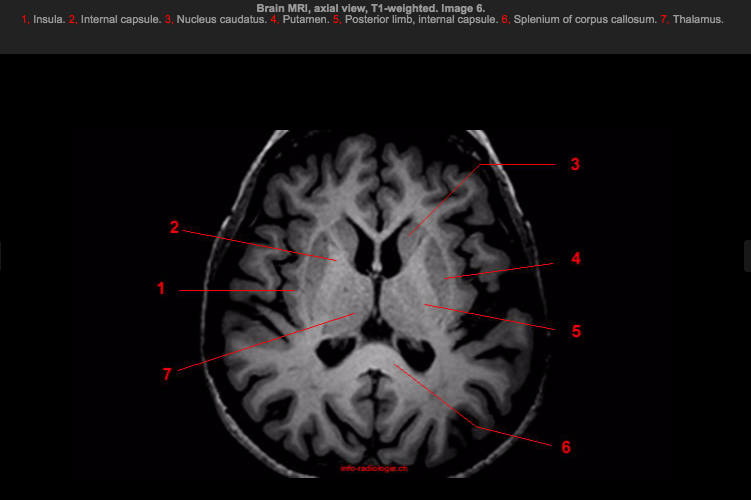 Brain MRI, axial view, T1-weighted. Image 6.
1, Insula. 2, Internal capsule. 3, Nucleus caudatus. 4, Putamen. 5, Posterior limb, internal capsule. 6, Splenium of corpus callosum. 7, Thalamus.
3
2
4
1
5
7
6
info-radiologie.ch